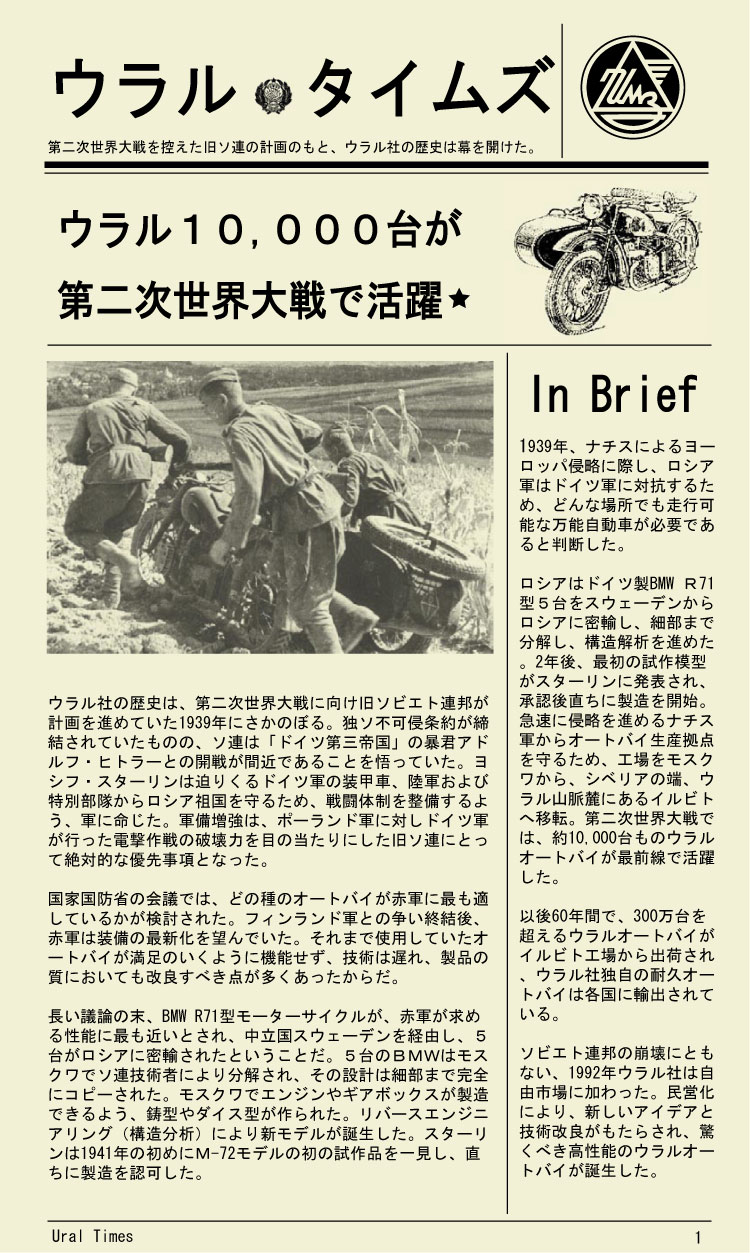 ウラル タイムズ
第二次世界大戦を控えた旧ソ連の計画のもと、ウラル社の歴史は幕を開けた。
ИМЗ
ウラル１０,０００台が
第二次世界大戦で活躍★
ウラル社の歴史は、第二次世界大戦に向け旧ソビエト連邦が
計画を進めていた1939年にさかのぼる。独ソ不可侵条約が締
結されていたものの、ソ連は「ドイツ第三帝国」の暴君アド
ルフ・ヒトラーとの開戦が間近であることを悟っていた。ヨ
シフ・スターリンは迫りくるドイツ軍の装甲車、陸軍および
特別部隊からロシア祖国を守るため、戦闘体制を整備するよ
う、軍に命じた。軍備増強は、ポーランド軍に対しドイツ軍
が行った電撃作戦の破壊力を目の当たりにした旧ソ連にとっ
て絶対的な優先事項となった。
国家国防省の会議では、どの種のオートバイが赤軍に最も適
しているかが検討された。フィンランド軍との争い終結後、
赤軍は装備の最新化を望んでいた。それまで使用していたオ
ートバイが満足のいくように機能せず、技術は遅れ、製品の
質においても改良すべき点が多くあったからだ。
長い議論の末、BMW R71型モーターサイクルが、赤軍が求め
る性能に最も近いとされ、中立国スウェーデンを経由し、５
台がロシアに密輸されたということだ。５台のＢＭＷはモス
クワでソ連技術者により分解され、その設計は細部まで完全
にコピーされた。モスクワでエンジンやギアボックスが製造
できるよう、鋳型やダイス型が作られた。リバースエンジニ
アリング（構造分析）により新モデルが誕生した。スターリ
ンは1941年の初めにＭ-72モデルの初の試作品を一見し、直
ちに製造を認可した。
In Brief
1939年、ナチスによるヨー
ロッパ侵略に際し、ロシア
軍はドイツ軍に対抗するた
め、どんな場所でも走行可
能な万能自動車が必要であ
ると判断した。
ロシアはドイツ製BMW Ｒ71
型５台をスウェーデンから
ロシアに密輸し、細部まで
分解し、構造解析を進めた
。2年後、最初の試作模型
がスターリンに発表され、
承認後直ちに製造を開始。
急速に侵略を進めるナチス
軍からオートバイ生産拠点
を守るため、工場をモスク
ワから、シベリアの端、ウ
ラル山脈麓にあるイルビト
へ移転。第二次世界大戦で
は、約10,000台ものウラル
オートバイが最前線で活躍
した。
以後60年間で、300万台を
超えるウラルオートバイが
イルビト工場から出荷され
、ウラル社独自の耐久オー
トバイは各国に輸出されて
いる。
ソビエト連邦の崩壊にとも
ない、1992年ウラル社は自
由市場に加わった。民営化
により、新しいアイデアと
技術改良がもたらされ、驚
くべき高性能のウラルオー
トバイが誕生した。
Ural Times
1